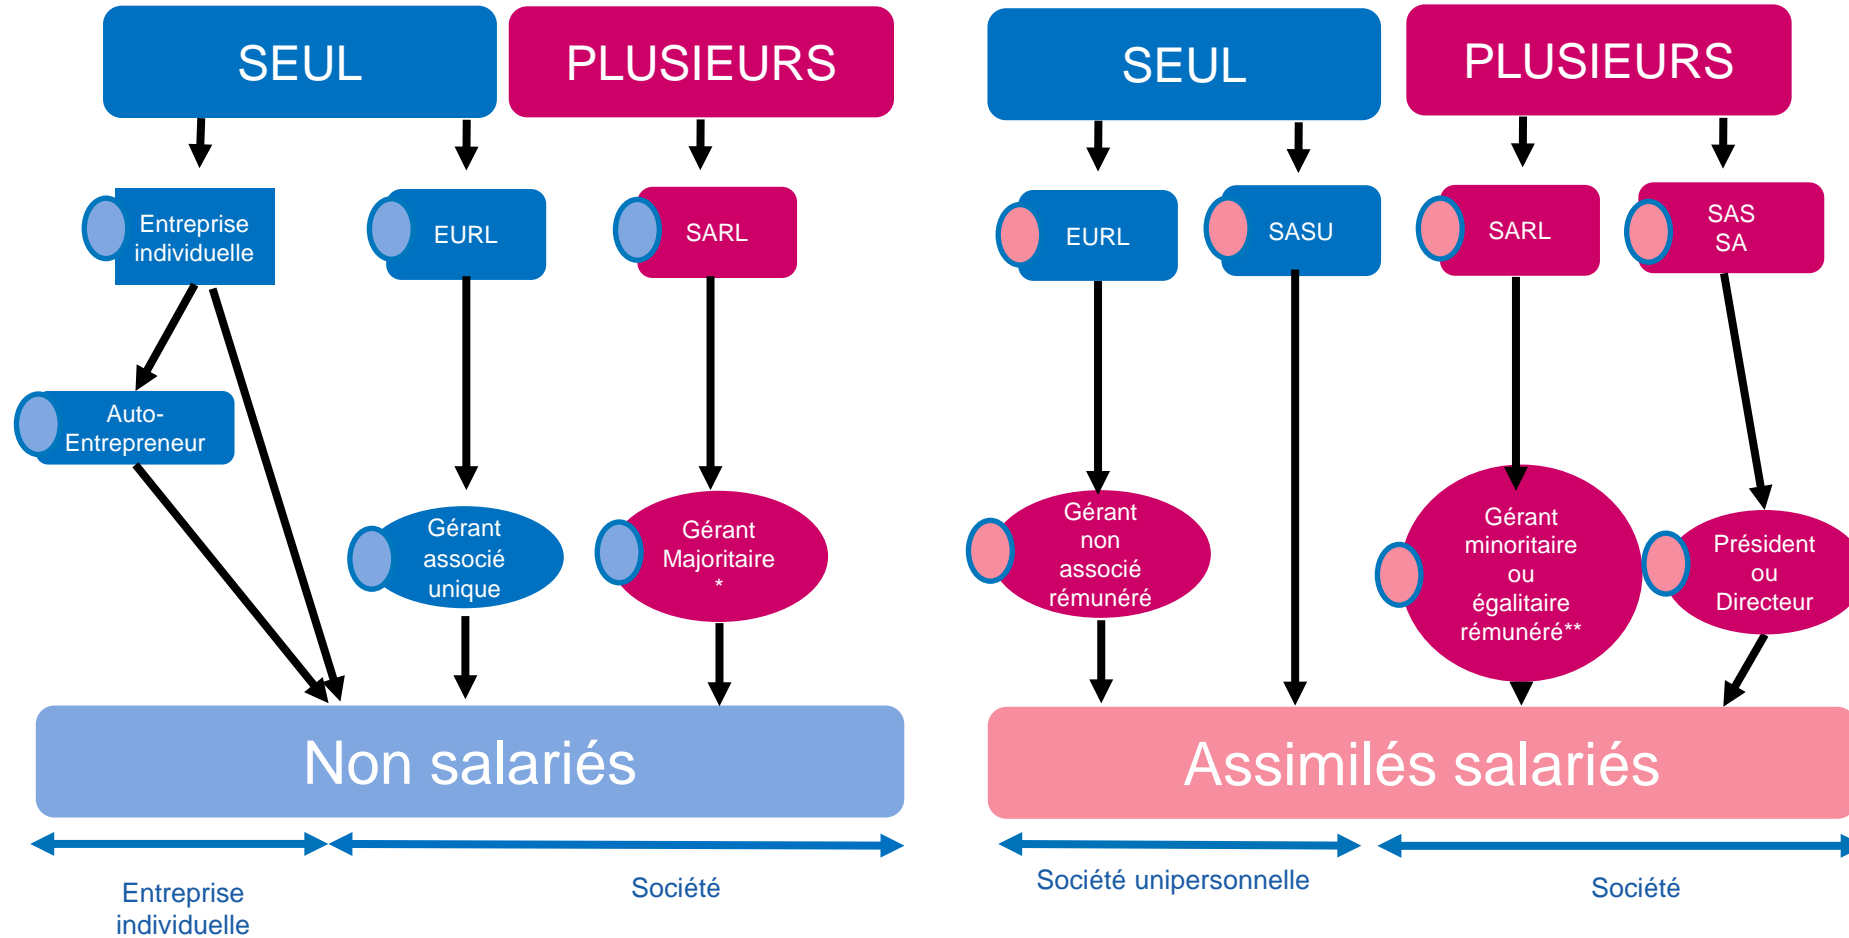 SEUL
PLUSIEURS
SEUL
PLUSIEURS
Entreprise
individuelle
EURL
SARL
EURL
SASU
SARL
SAS
SA
Auto-
Entrepreneur
Gérant
associé
unique
Gérant
Majoritaire
*
Gérant
non
associé
rémunéré
Gérant
minoritaire
ou
égalitaire
rémunéré**
Président
ou
Directeur
Non salariés
Assimilés salariés
Entreprise
individuelle
Société
Société unipersonnelle
Société